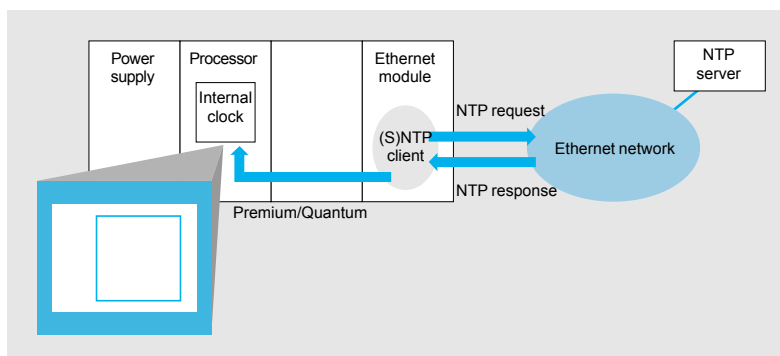 Power
supply
Processor
Internal
clock
Ethernet
module
(S)NTP
client
NTP request
NTP response
Ethernet network
NTP
server
Premium/Quantum